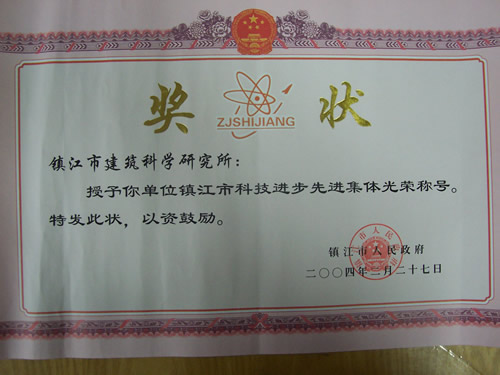 奖 状
ZJSHIJIANG
镇江市建筑科学研究所：
授予你单位镇江市科技进步先进集体光荣称号。
特发此状，以资鼓励。
镇江市人民政府
二〇〇四年二月二十七日